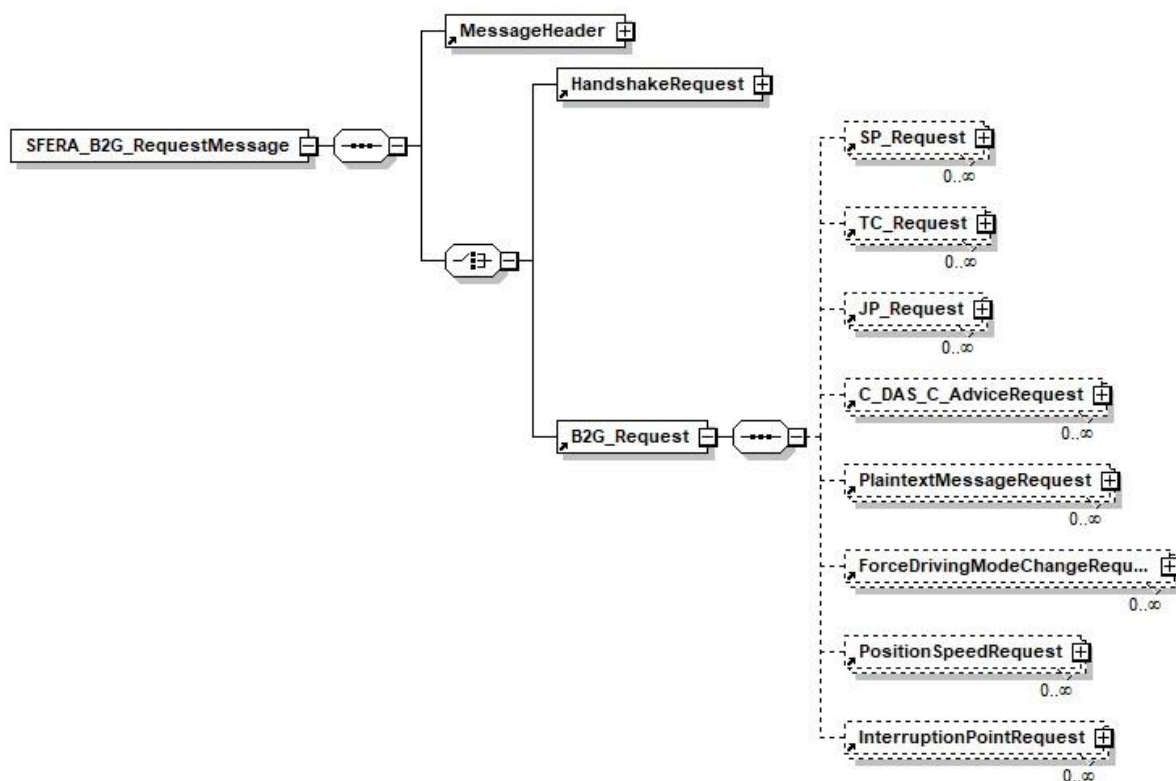 MessageHeader
HandshakeRequest
SFERA_B2G_RequestMessage
SP_Request
0..∞
TC_Request
0..∞
JP_Request
0..∞
C_DAS_C_AdviceRequest
0..∞
B2G_Request
PlaintextMessageRequest
0..∞
ForceDrivingModeChangeRequ...
0..∞
PositionSpeedRequest
0..∞
InterruptionPointRequest
0..∞